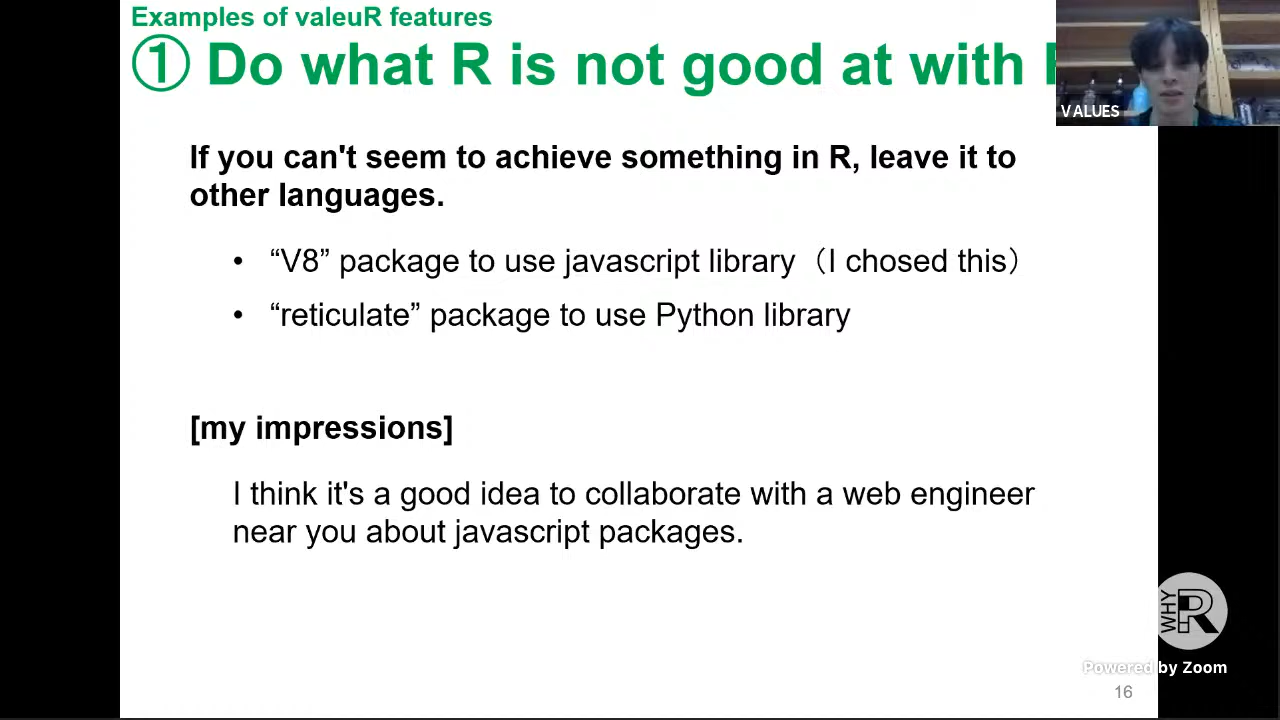 Examples of valeuR features
① Do what R is not good at with
VALUES
If you can't seem to achieve something in R, leave it to
other languages.
• “V8” package to use javascript library（I chosed this）
• “reticulate” package to use Python library
[my impressions]
I think it's a good idea to collaborate with a web engineer
near you about javascript packages.
WHY R?
Powered by Zoom
16